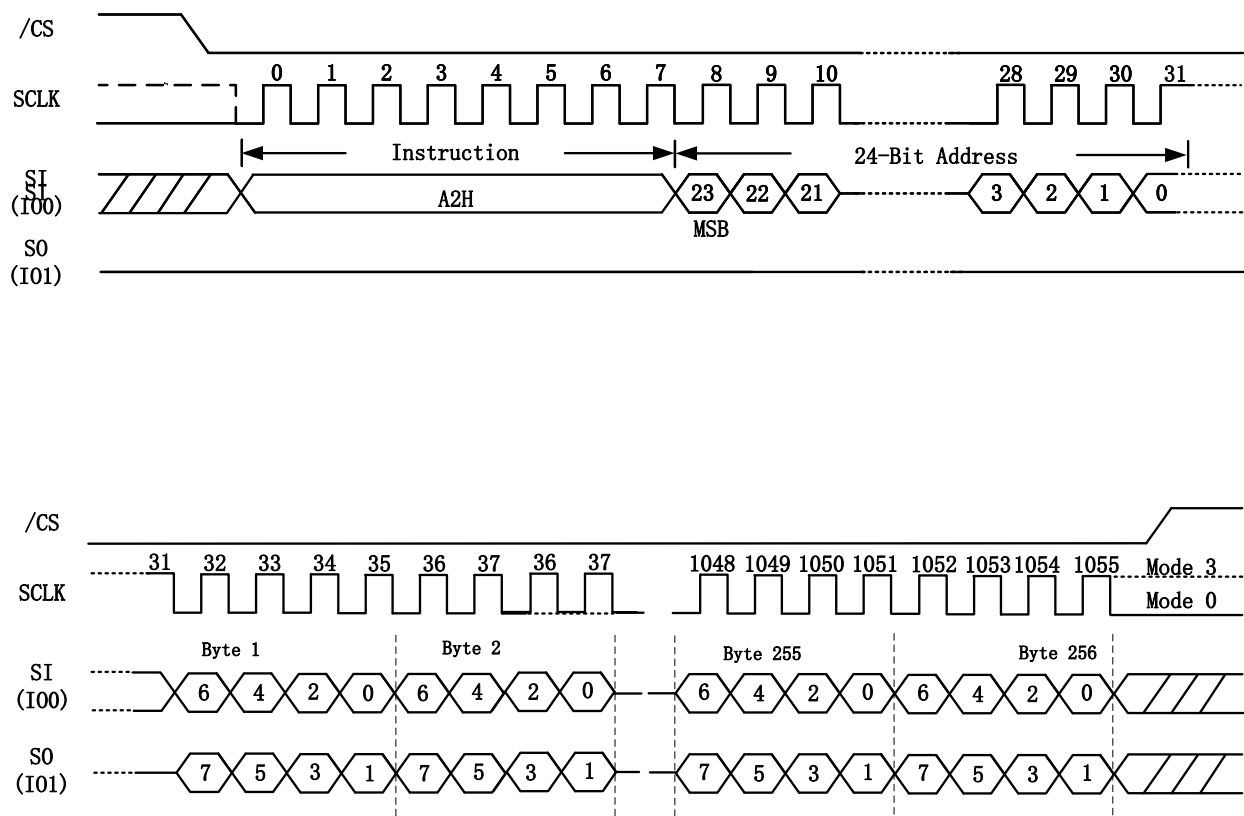 /CS
0 1 2 3 4 5 6 7 8 9 10 28 29 30 31
SCLK
Instruction 24-Bit Address
SI
SI
(IO0)
A2H 23 22 21 3 2 1 0
MSB
SO
(IO1)
/CS
31 32 33 34 35 36 37 36 37 1048 1049 1050 1051 1052 1053 1054 1055 Mode 3
SCLK
Mode 0
Byte 1 Byte 2 Byte 255 Byte 256
SI
(IO0)
6 4 2 0 6 4 2 0 6 4 2 0 6 4 2 0
SO
(IO1)
7 5 3 1 7 5 3 1 7 5 3 1 7 5 3 1